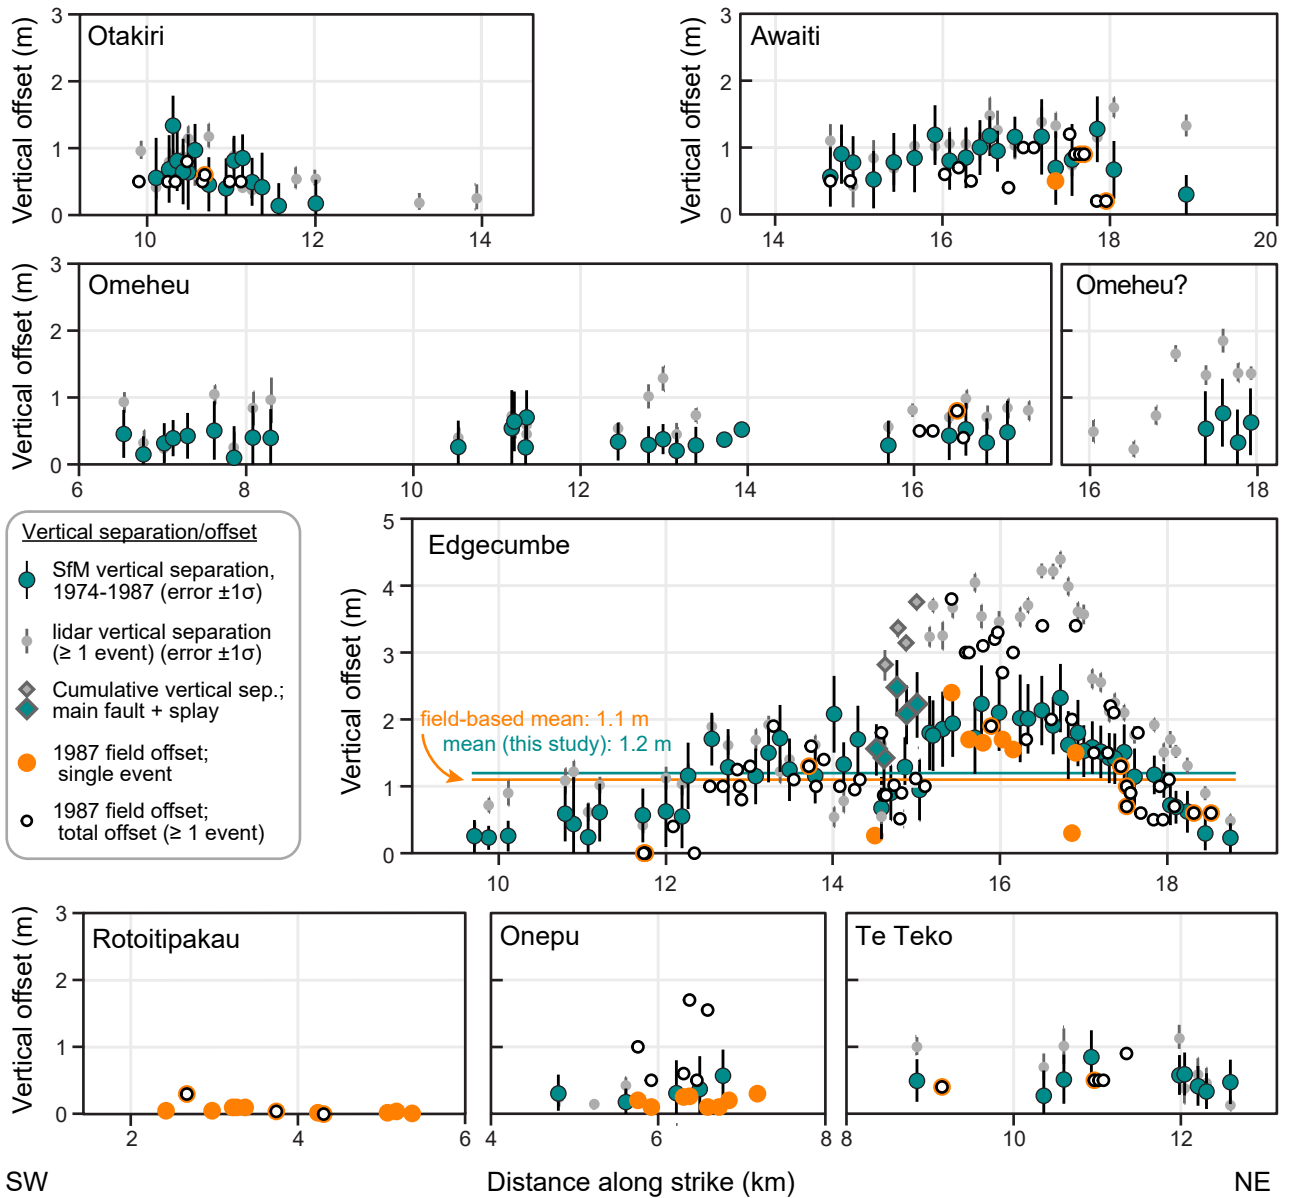 Vertical offset (m)
3
2
1
0
Otakiri
10
12
14
Vertical offset (m)
3
2
1
0
Awaiti
14
16
18
20
Vertical offset (m)
3
2
1
0
Omeheu
6
8
10
12
14
16
Omeheu?
16
18
Vertical separation/offset
SfM vertical separation,
1974-1987 (error ±1σ)
lidar vertical separation
(≥ 1 event) (error ±1σ)
Cumulative vertical sep.;
main fault + splay
1987 field offset;
single event
1987 field offset;
total offset (≥ 1 event)
Vertical offset (m)
5
4
3
2
1
0
Edgecumbe
field-based mean: 1.1 m
mean (this study): 1.2 m
10
12
14
16
18
Vertical offset (m)
3
2
1
0
Rotoitipakau
2
4
6
Onepu
4
6
8
Te Teko
8
10
12
SW
Distance along strike (km)
NE